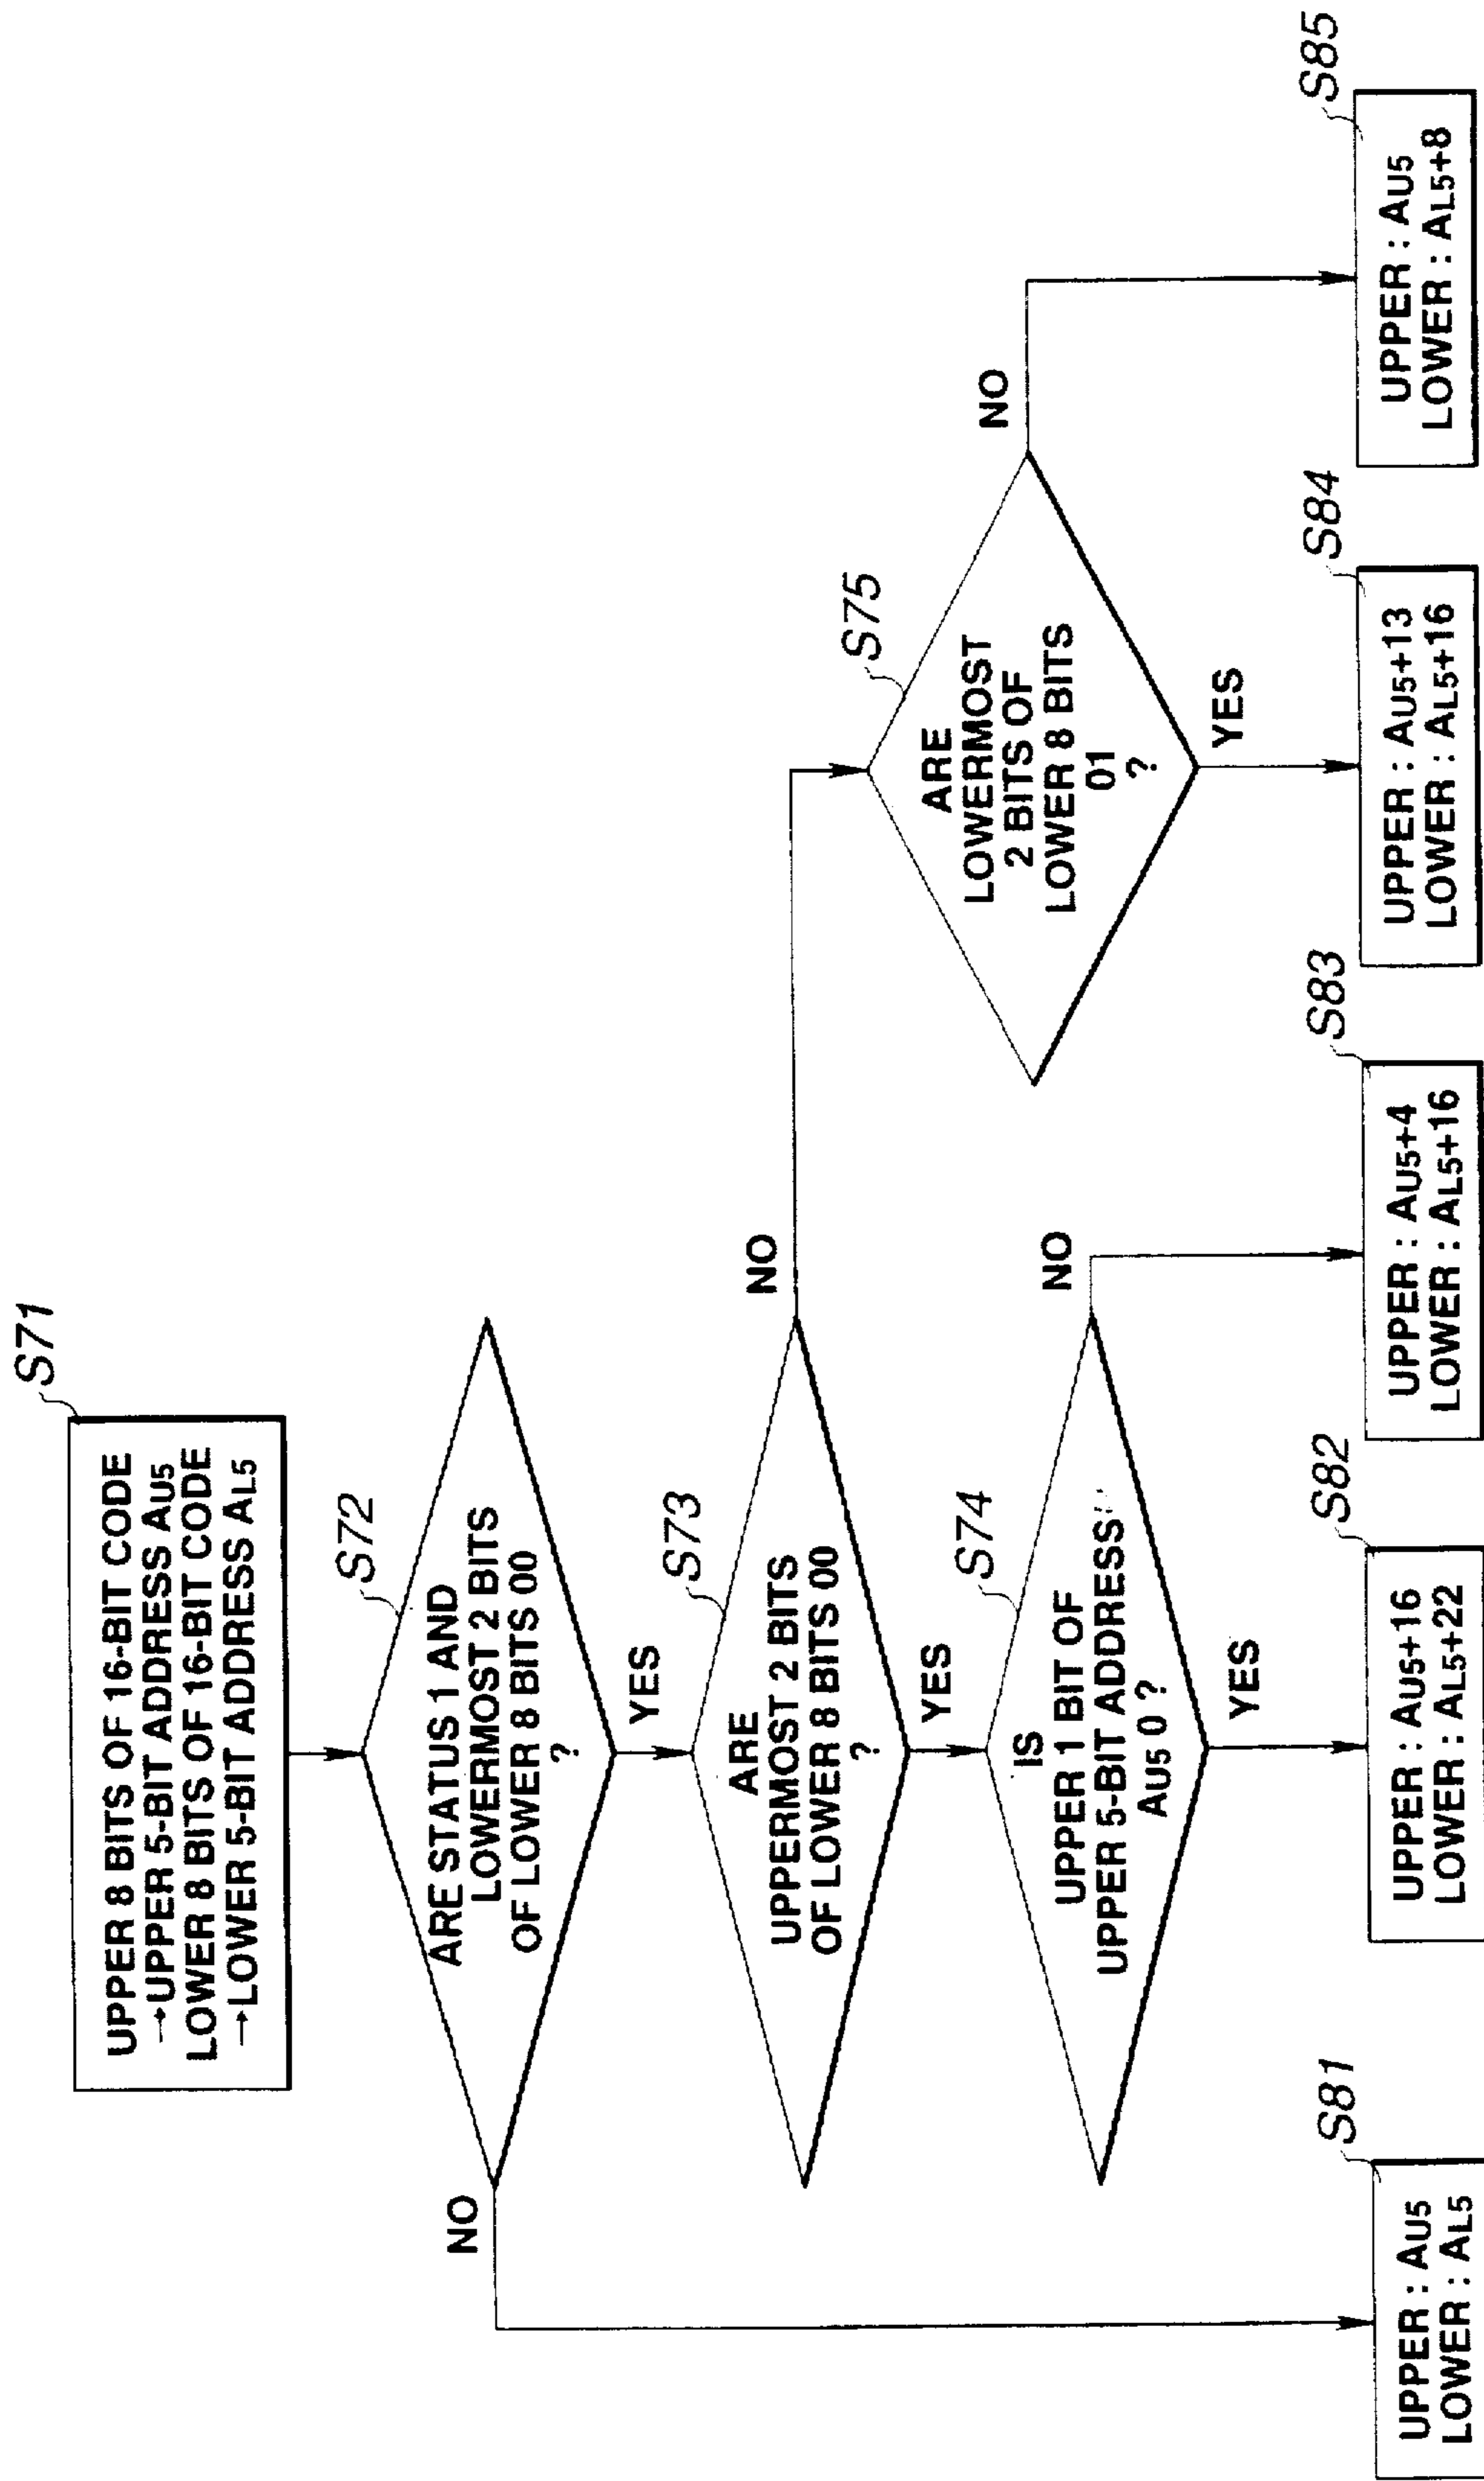 S71
UPPER 8 BITS OF 16-BIT CODE
→UPPER 5-BIT ADDRESS AU5
LOWER 8 BITS OF 16-BIT CODE
→LOWER 5-BIT ADDRESS AL5
S72
ARE STATUS 1 AND
LOWERMOST 2 BITS
OF LOWER 8 BITS 00
?
NO
YES
S73
ARE
UPPERMOST 2 BITS
OF LOWER 8 BITS 00
?
NO
YES
S74
IS
UPPER 1 BIT OF
UPPER 5-BIT ADDRESS
AU5 0 ?
NO
YES
S75
ARE
LOWERMOST
2 BITS OF
LOWER 8 BITS
01
?
NO
YES
S81
UPPER : AU5
LOWER : AL5
S82
UPPER : AU5+16
LOWER : AL5+22
S83
UPPER : AU5+4
LOWER : AL5+16
S84
UPPER : AU5+13
LOWER : AL5+16
S85
UPPER : AU5
LOWER : AL5+8